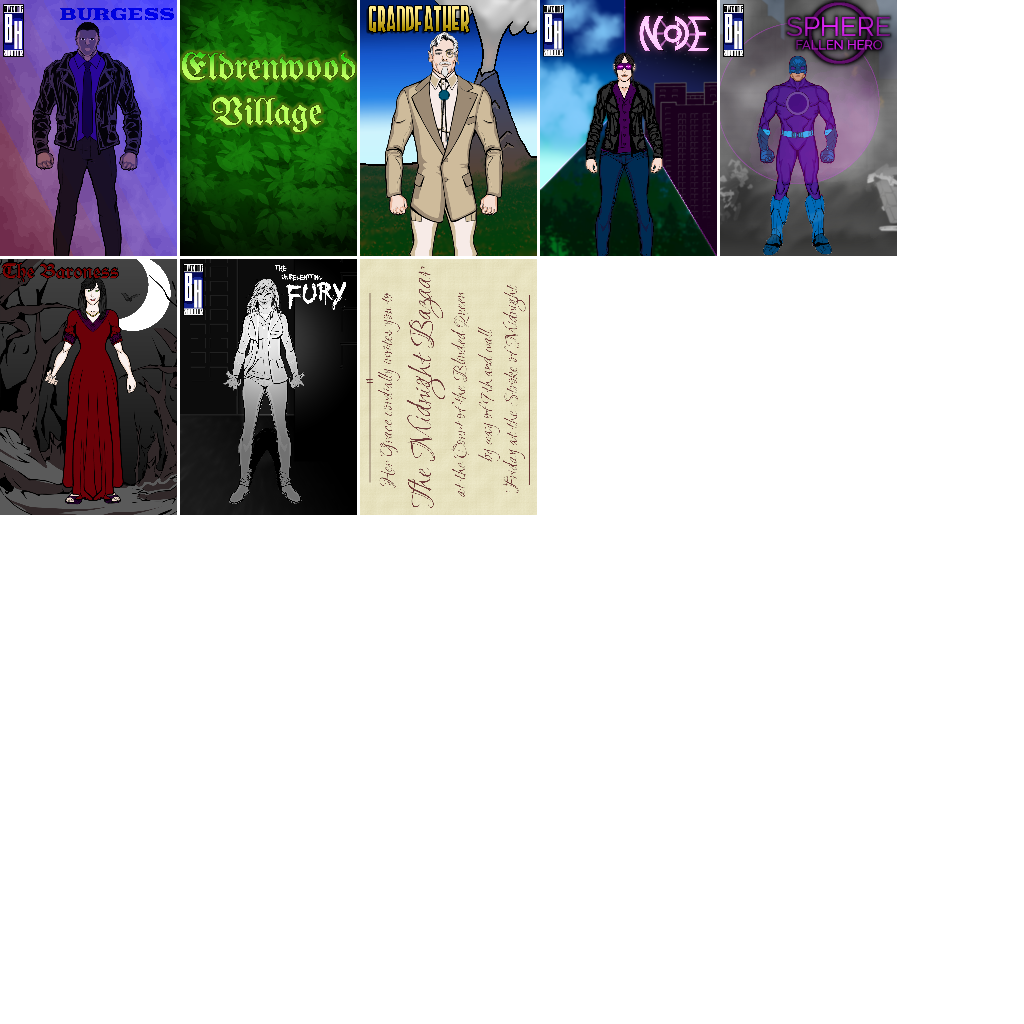 BURGESS
BH
Eldrenwood
Village
GRANDFATHER
BH
NODE
BH
SPHERE
FALLEN HERO
The Baroness
BH
THE
UNRELENTING
FURY
Her Grace cordially invites you to
The Midnight Bazaar
at the Court of the Blinded Queen
by way of 7th and wall
Friday at the Stroke of Midnight